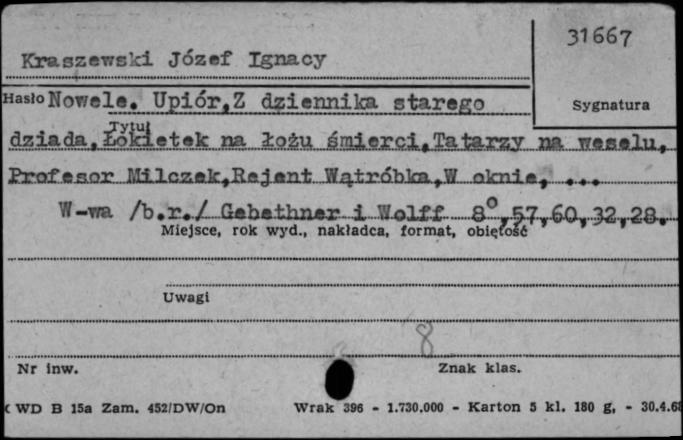 31667
Kraszewski Józef Ignacy
Hasło Nowele. Upiór,Z dziennika starego
Sygnatura
Tytuł
dziada,Łokietek na łożu śmierci,Tatarzy na weselu,
Profesor Milczek,Rejent Wątróbka,W oknie, ...
W-wa /b.r./ Gebethner i Wolff 8°,57,60,32,28.
Miejsce, rok wyd., nakładca, format, objętość
Uwagi
8
Nr inw.
Znak klas.
WD B 15a Zam. 452/DW/On Wrak 396 - 1.730.000 - Karton 5 kl. 180 g, - 30.4.68